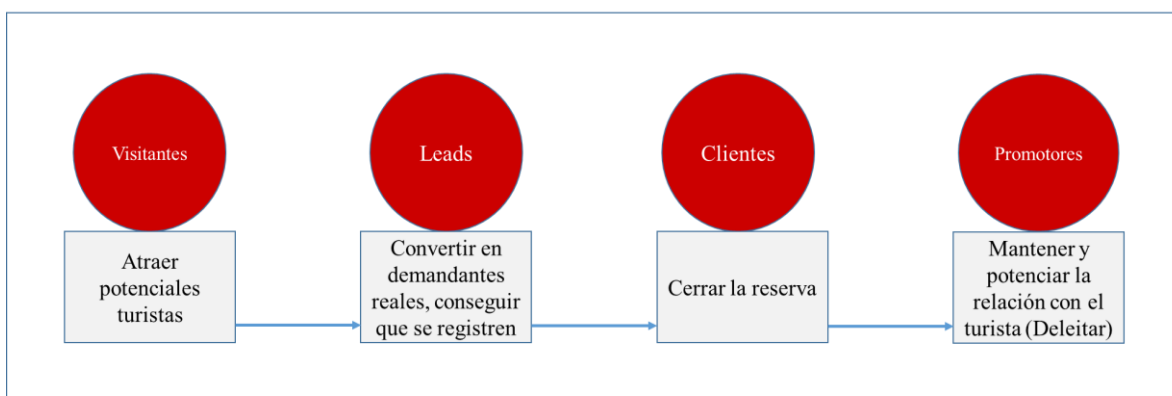 Visitantes
Leads
Clientes
Promotores
Atraer
potenciales
turistas
Convertir en
demandantes
reales, conseguir
que se registren
Cerrar la reserva
Mantener y
potenciar la
relación con el
turista (Deleitar)